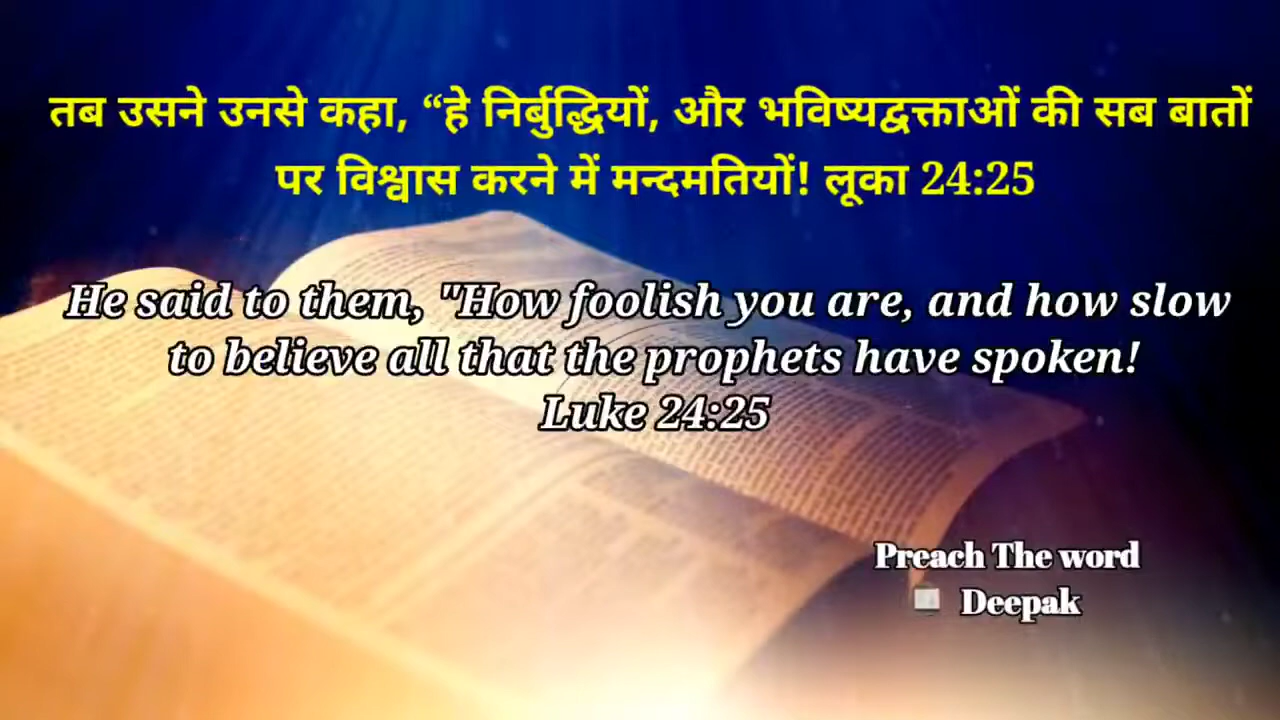 तब उसने उनसे कहा, “हे निर्बुद्धियों, और भविष्यद्वक्ताओं की सब बातों
पर विश्वास करने में मन्दमतियों! लूका 24:25
He said to them, "How foolish you are, and how slow
to believe all that the prophets have spoken!
Luke 24:25
Preach The word
Deepak